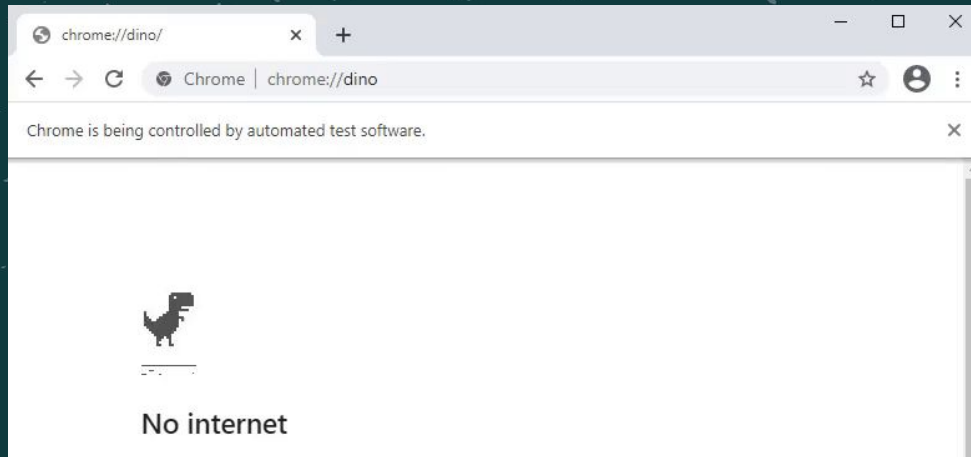 chrome://dino/
Chrome | chrome://dino
Chrome is being controlled by automated test software.
No internet